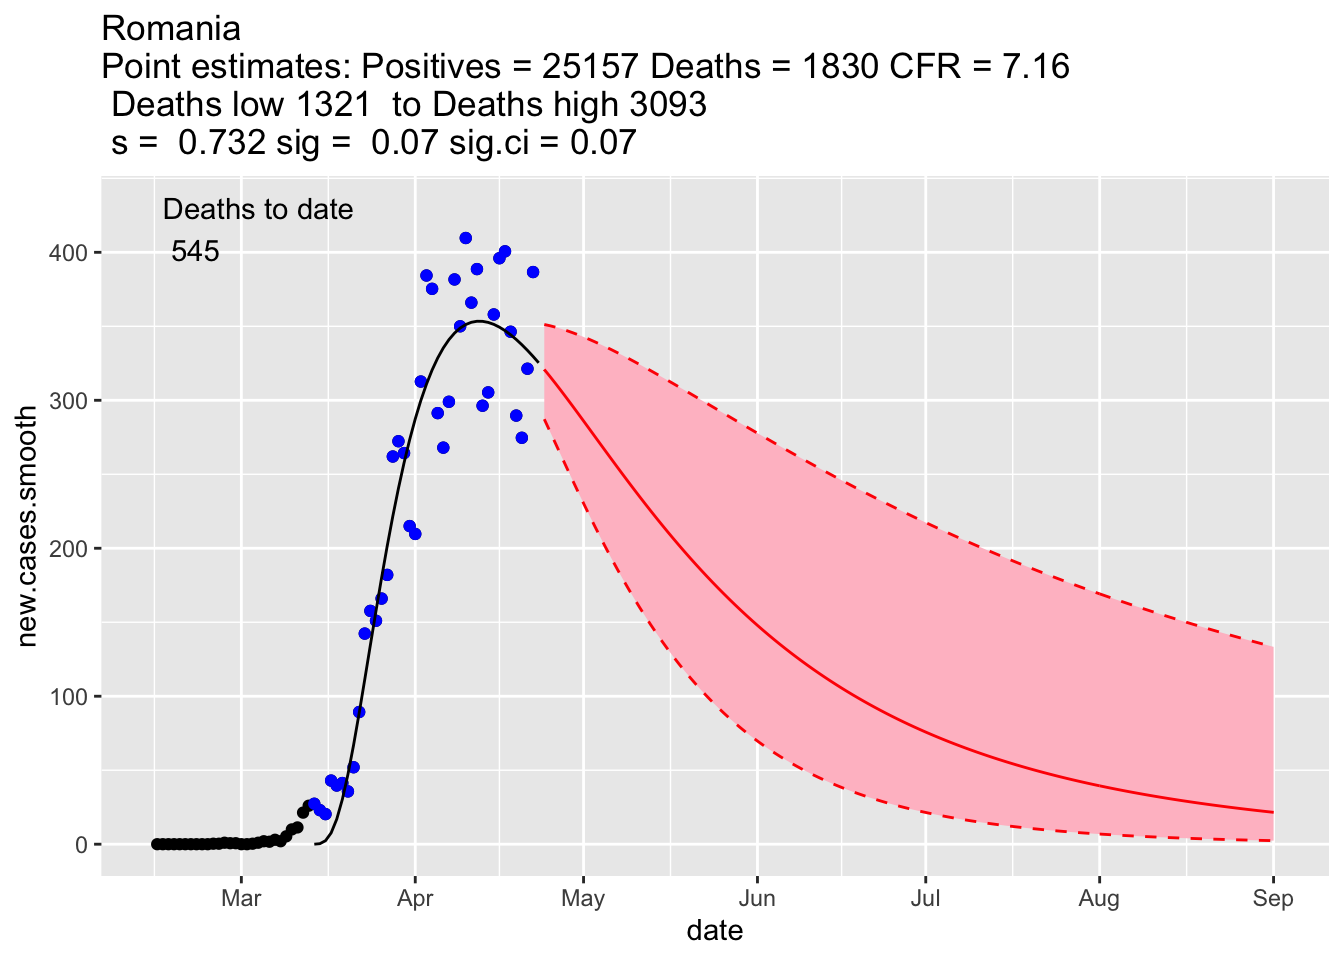 Romania
Point estimates: Positives = 25157 Deaths = 1830 CFR = 7.16
Deaths low 1321  to Deaths high 3093
s =  0.732 sig =  0.07 sig.ci = 0.07
Deaths to date
545
400
300
200
100
0
new.cases.smooth
Mar Apr May Jun Jul Aug Sep
date